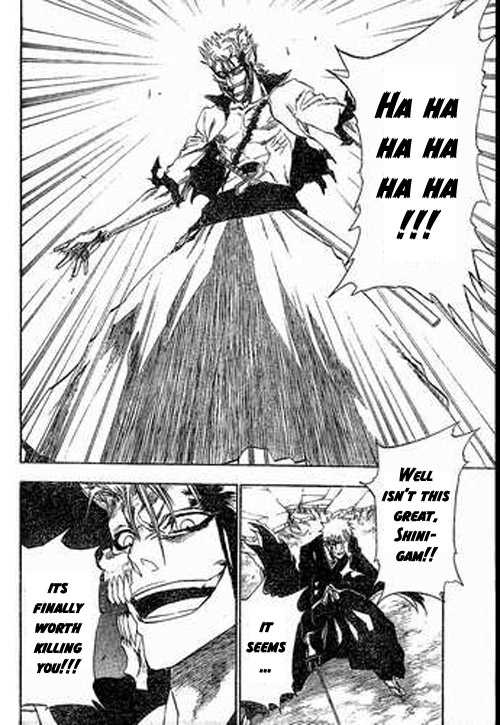 HA HA
HA HA
HA HA
!!!
WELL
ISN'T THIS
GREAT,
SHINI-
GAM!!
IT
SEEMS
...
ITS
FINALLY
WORTH
KILLING
YOU!!!